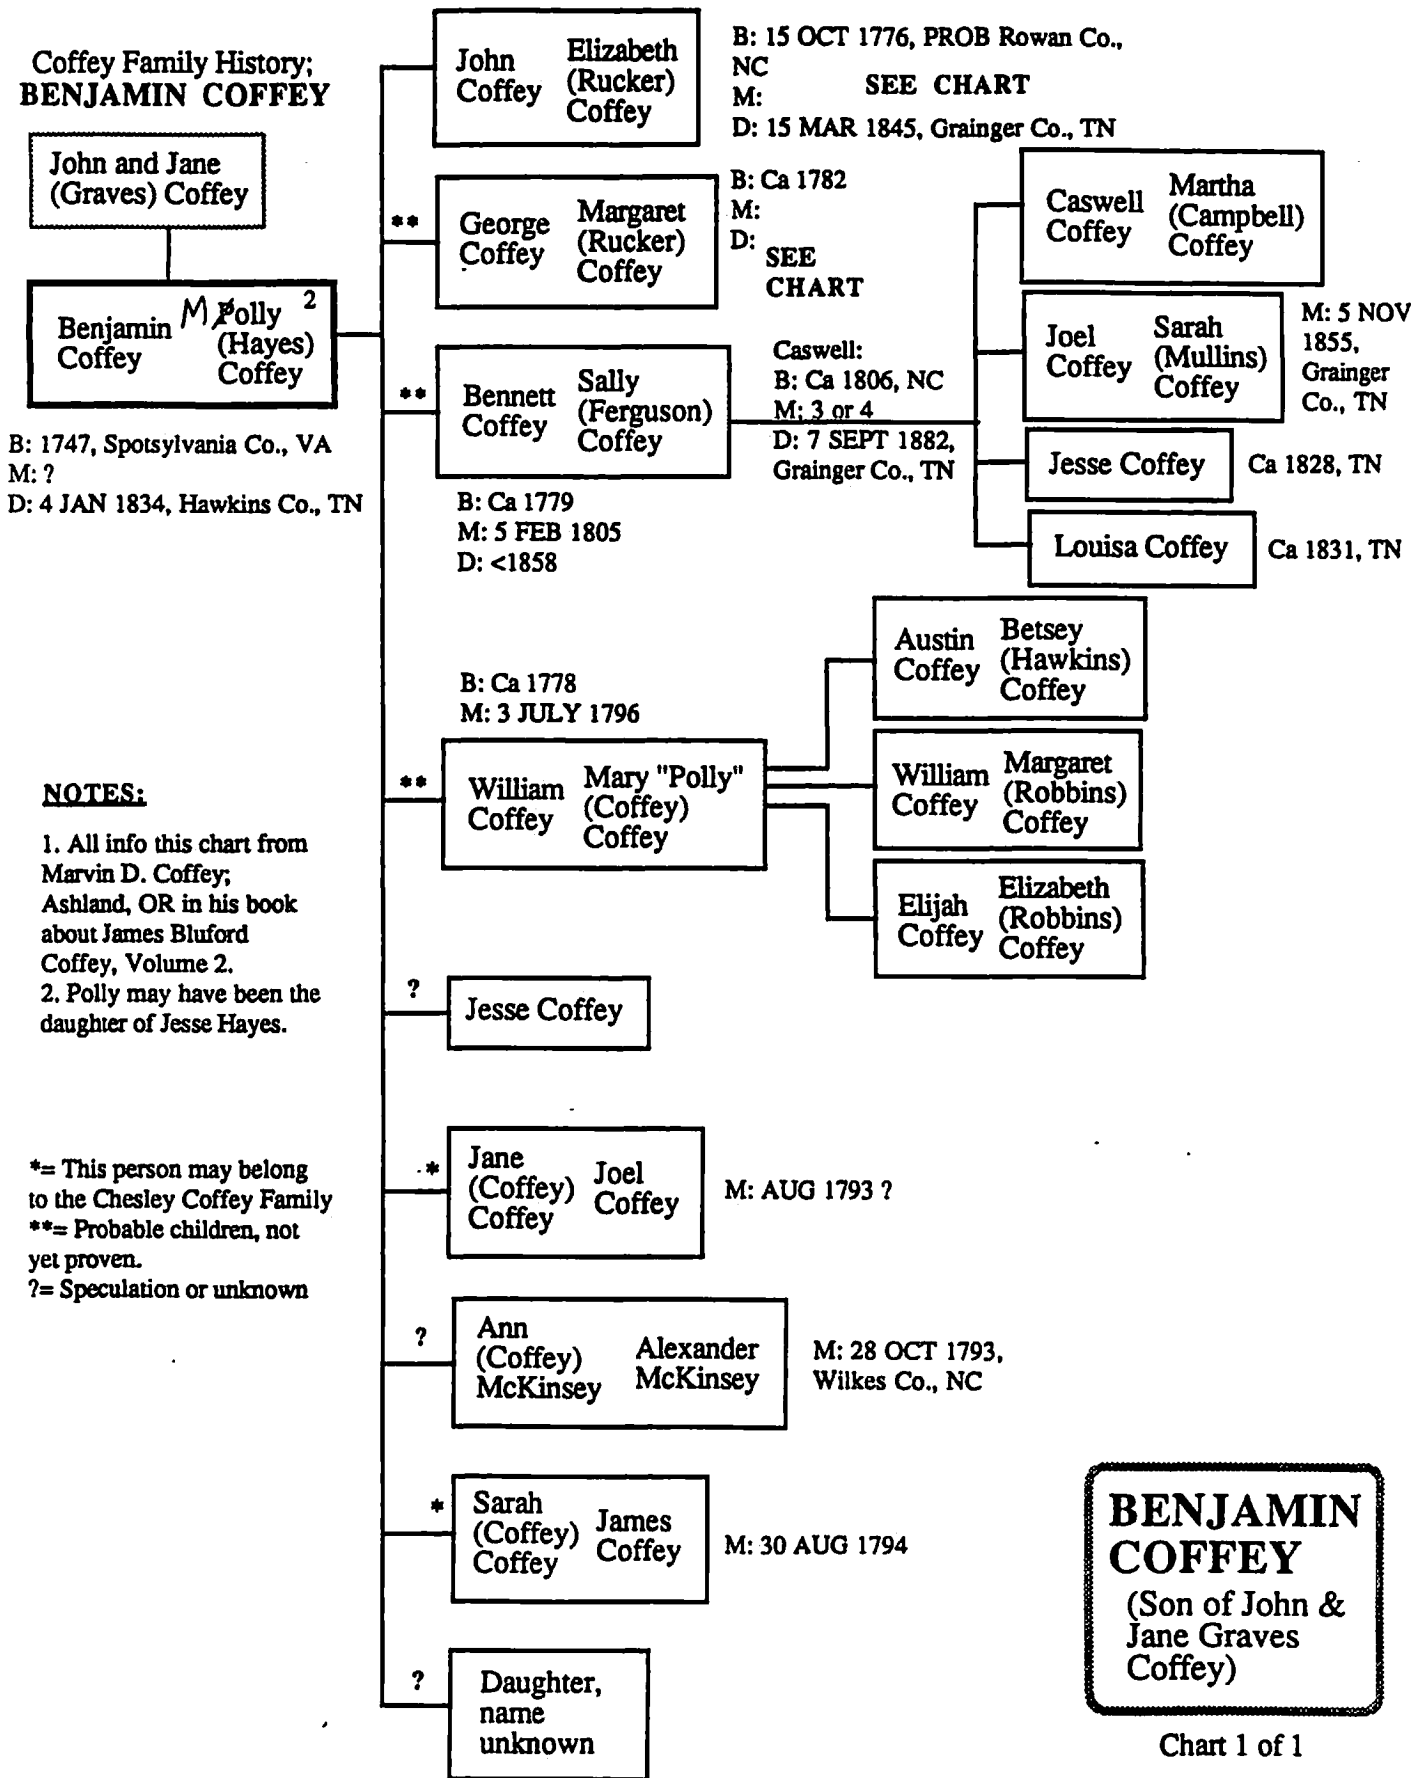 Coffey Family History;
BENJAMIN COFFEY
John and Jane
(Graves) Coffey
Benjamin
Coffey
M Polly 2
(Hayes)
Coffey
B: 1747, Spotsylvania Co., VA
M: ?
D: 4 JAN 1834, Hawkins Co., TN
John
Coffey
Elizabeth
(Rucker)
Coffey
B: 15 OCT 1776, PROB Rowan Co.,
NC
SEE CHART
M:
D: 15 MAR 1845, Grainger Co., TN
**
George
Coffey
Margaret
(Rucker)
Coffey
B: Ca 1782
M:
D:
SEE
CHART
**
Bennett
Coffey
Sally
(Ferguson)
Coffey
B: Ca 1779
M: 5 FEB 1805
D: <1858
Caswell:
B: Ca 1806, NC
M: 3 or 4
D: 7 SEPT 1882,
Grainger Co., TN
Caswell
Coffey
Martha
(Campbell)
Coffey
Joel
Coffey
Sarah
(Mullins)
Coffey
M: 5 NOV
1855,
Grainger
Co., TN
Jesse Coffey
Ca 1828, TN
Louisa Coffey
Ca 1831, TN
B: Ca 1778
M: 3 JULY 1796
**
William
Coffey
Mary "Polly"
(Coffey)
Coffey
Austin
Coffey
Betsey
(Hawkins)
Coffey
William
Coffey
Margaret
(Robbins)
Coffey
Elijah
Coffey
Elizabeth
(Robbins)
Coffey
?
Jesse Coffey
*
Jane
(Coffey)
Coffey
Joel
Coffey
M: AUG 1793 ?
?
Ann
(Coffey)
McKinsey
Alexander
McKinsey
M: 28 OCT 1793,
Wilkes Co., NC
*
Sarah
(Coffey)
Coffey
James
Coffey
M: 30 AUG 1794
?
Daughter,
name
unknown
NOTES:
1. All info this chart from
Marvin D. Coffey;
Ashland, OR in his book
about James Bluford
Coffey, Volume 2.
2. Polly may have been the
daughter of Jesse Hayes.
*= This person may belong
to the Chesley Coffey Family
**= Probable children, not
yet proven.
?= Speculation or unknown
BENJAMIN
COFFEY
(Son of John &
Jane Graves
Coffey)
Chart 1 of 1